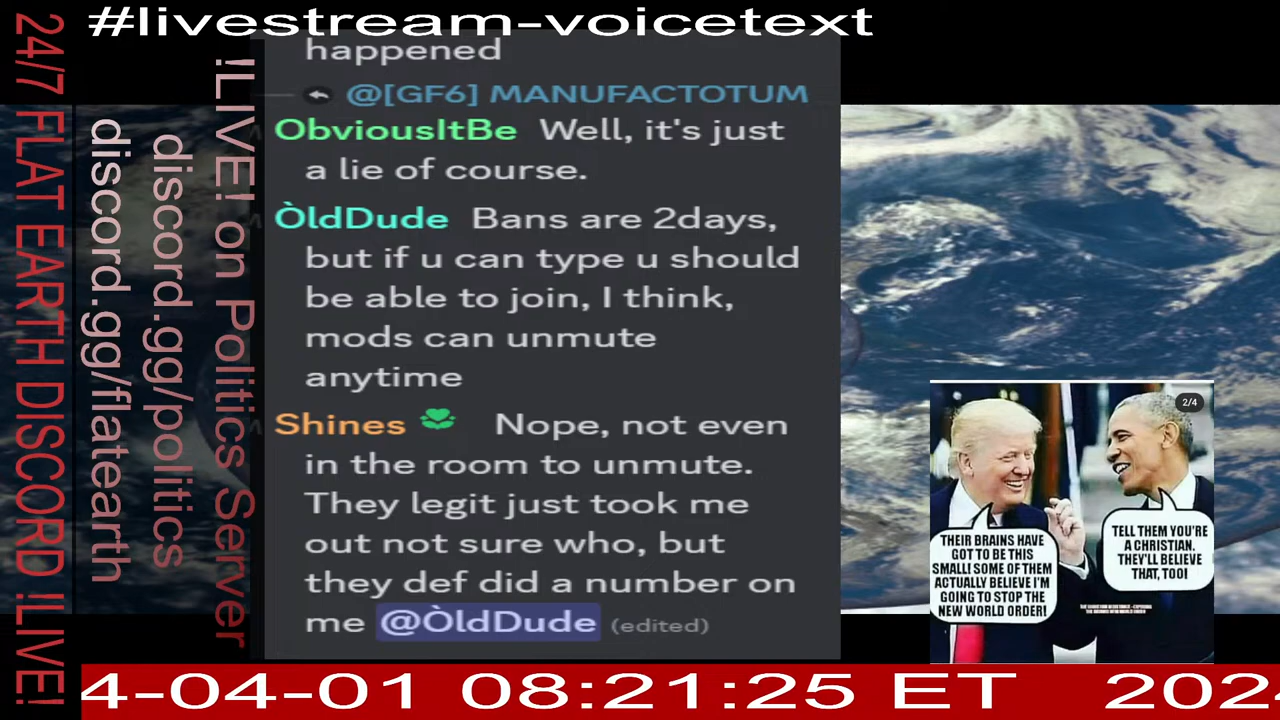 #livestream-voicetext
24/7 FLAT EARTH DISCORD !LIVE!
discord.gg/flatearth
discord.gg/politics
!LIVE! on Politics Server
happened
@[GF6] MANUFACTOTUM
ObviousItBe Well, it's just
a lie of course.
ÒldDude Bans are 2days,
but if u can type u should
be able to join, I think,
mods can unmute
anytime
Shines Nope, not even
in the room to unmute.
They legit just took me
out not sure who, but
they def did a number on
me @ÒldDude (edited)
2/4
THEIR BRAINS HAVE
GOT TO BE THIS
SMALL! SOME OF THEM
ACTUALLY BELIEVE I'M
GOING TO STOP THE
NEW WORLD ORDER!
TELL THEM YOU'RE
A CHRISTIAN.
THEY'LL BELIEVE
THAT, TOO!
4-04-01 08:21:25 ET 202